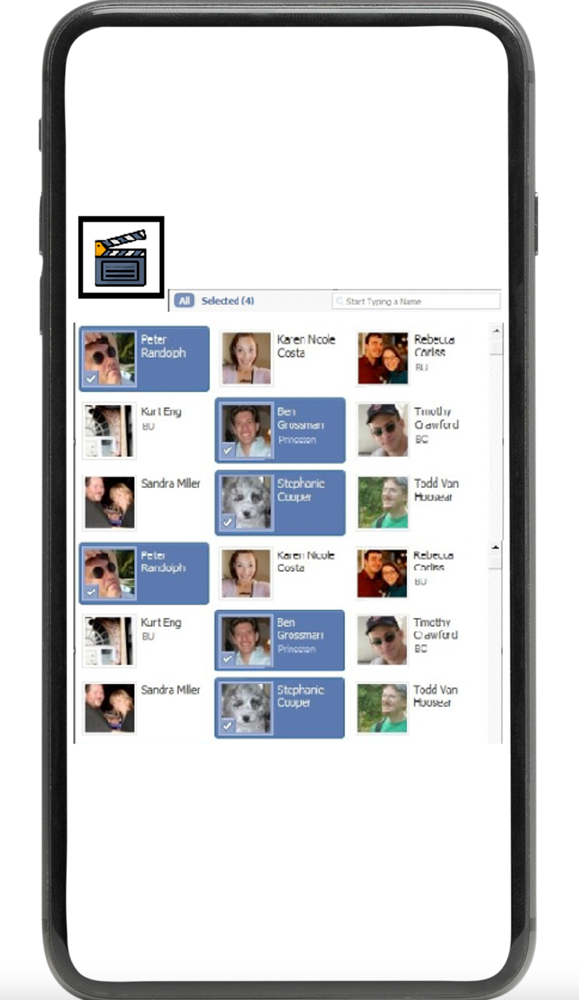 All Selected (4) Start Typing a Name
Peter Karen Nicole Rebecca
Randolph Costa Corliss
BU
Kurt Eng Ben Timothy
BU Grossman Crawford
Princeton BC
Sandra Miller Stephanie Todd Van
Cooper Hoosear
Peter Karen Nicole Rebecca
Randolph Costa Corliss
BU
Kurt Eng Ben Timothy
BU Grossman Crawford
Princeton BC
Sandra Miller Stephanie Todd Van
Cooper Hoosear